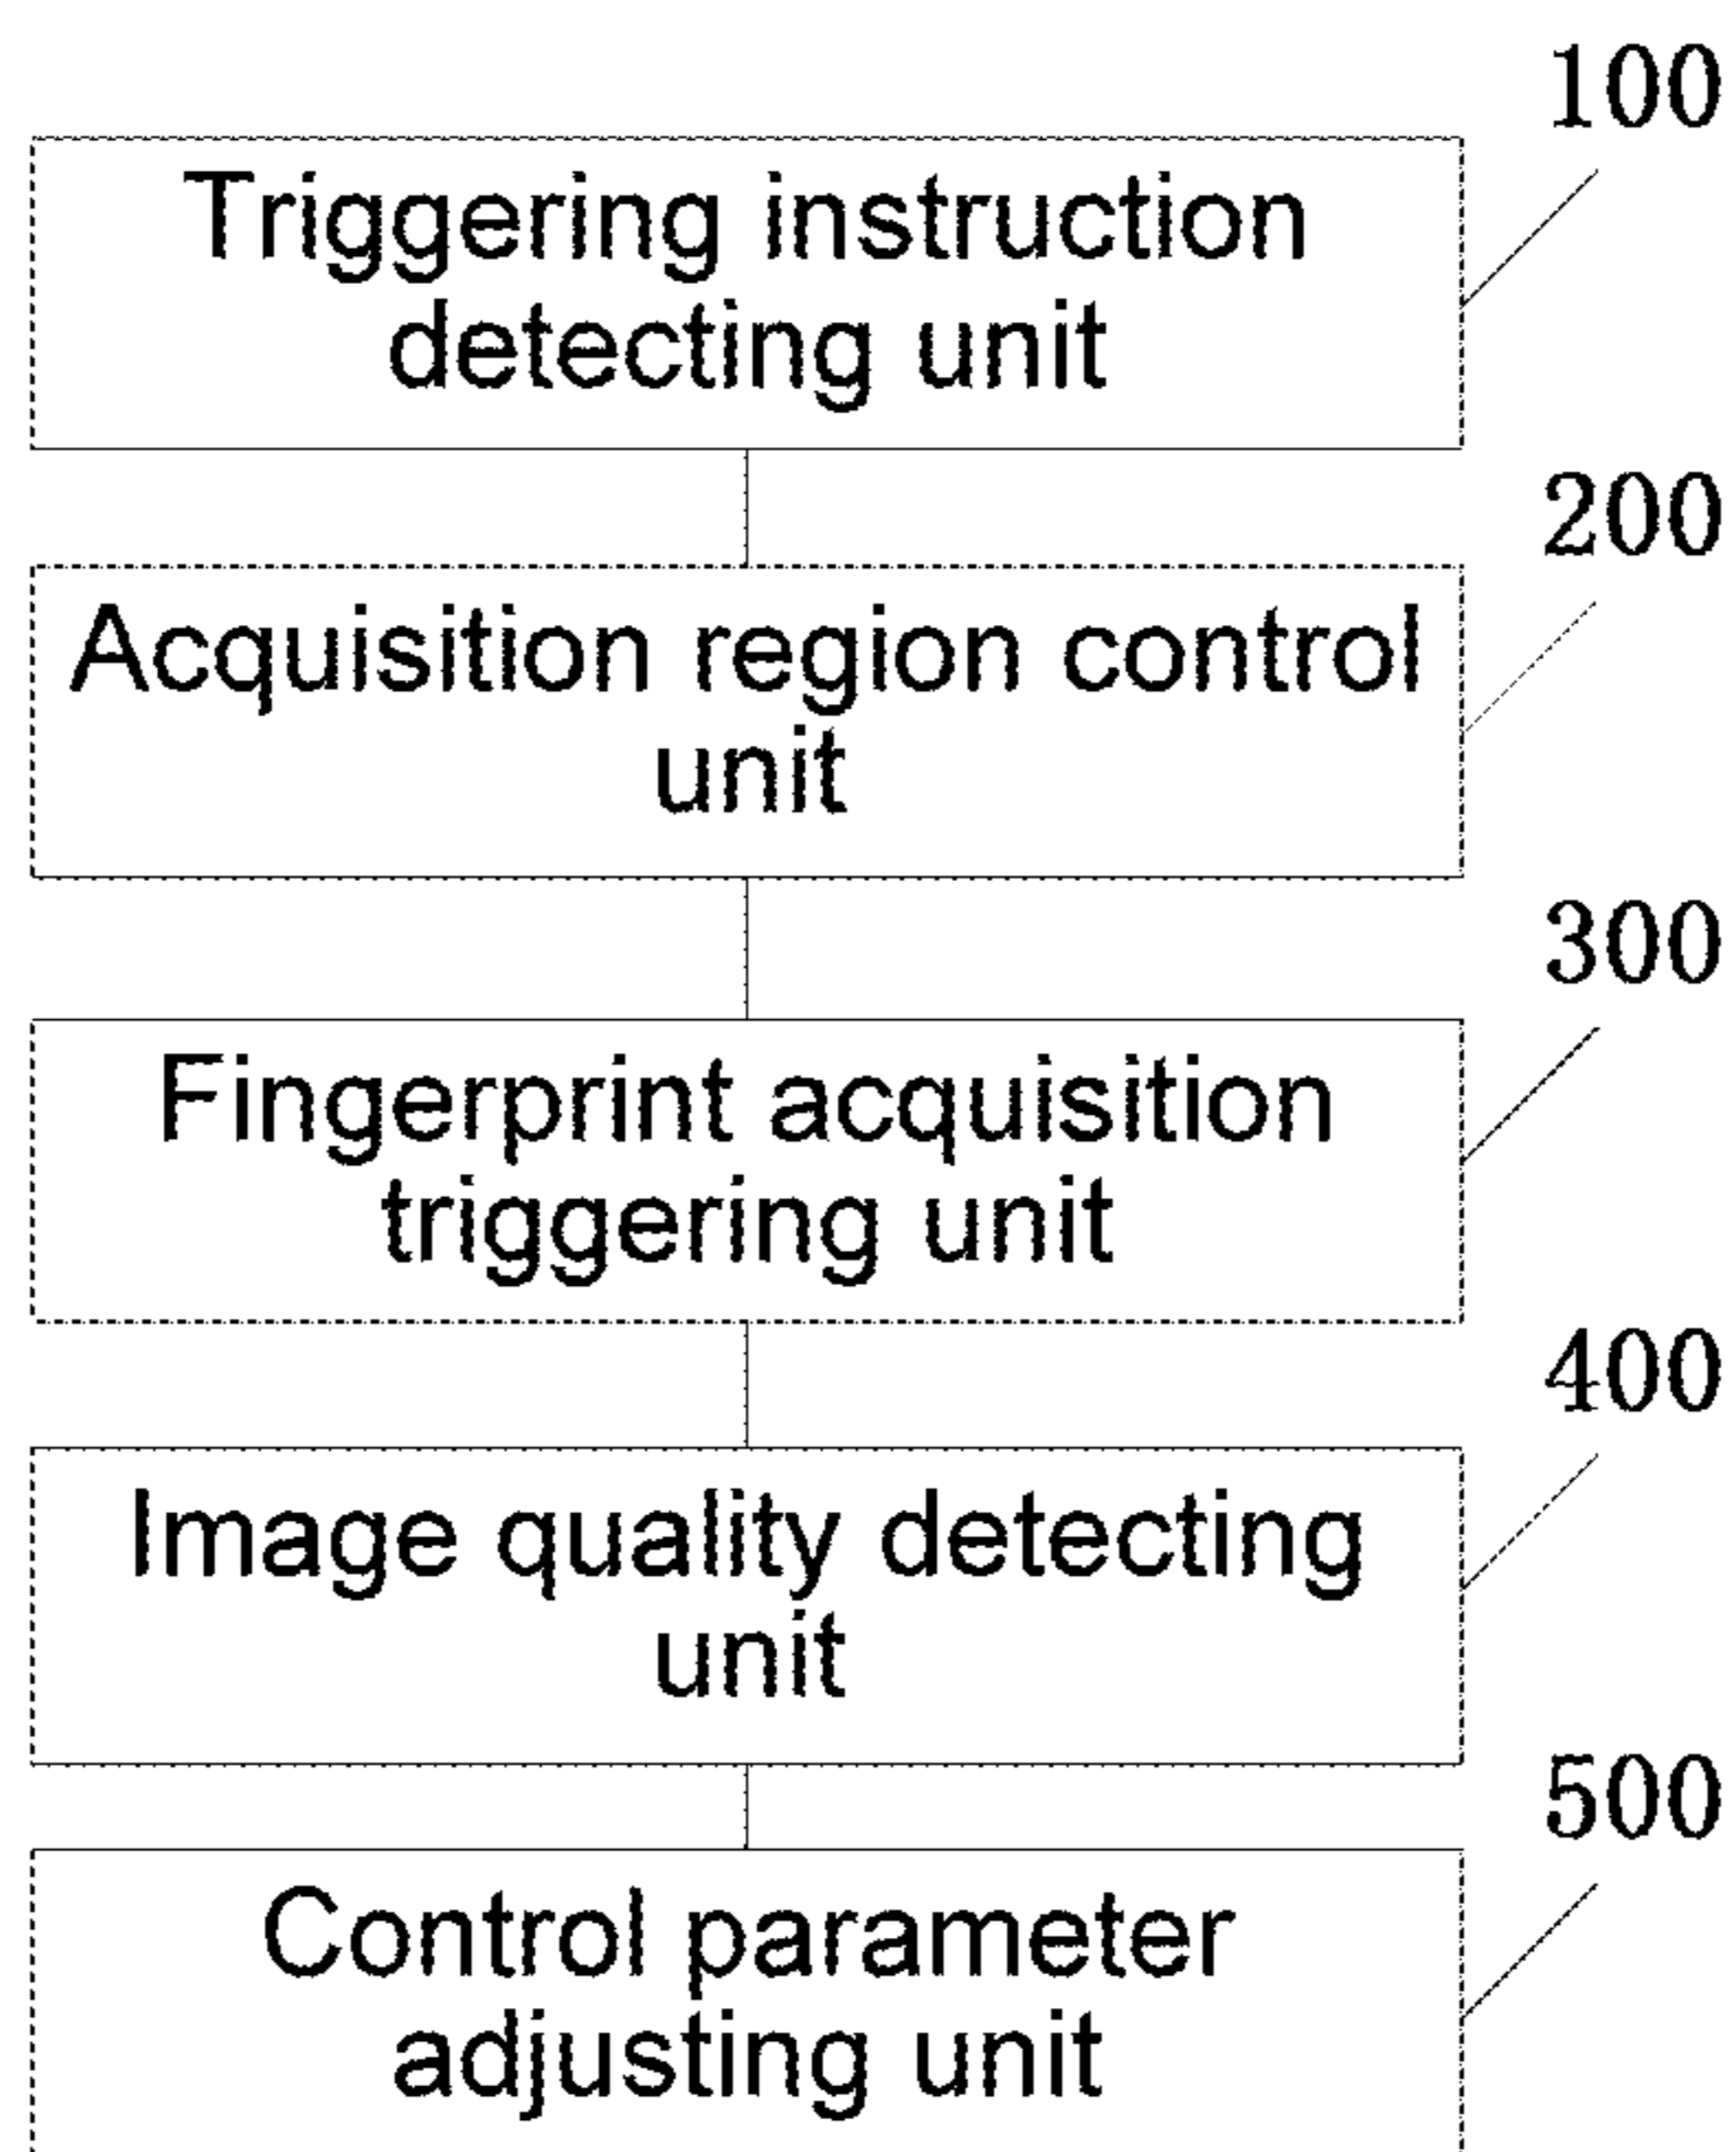 100
Triggering instruction
detecting unit
200
Acquisition region control
unit
300
Fingerprint acquisition
triggering unit
400
Image quality detecting
unit
500
Control parameter
adjusting unit